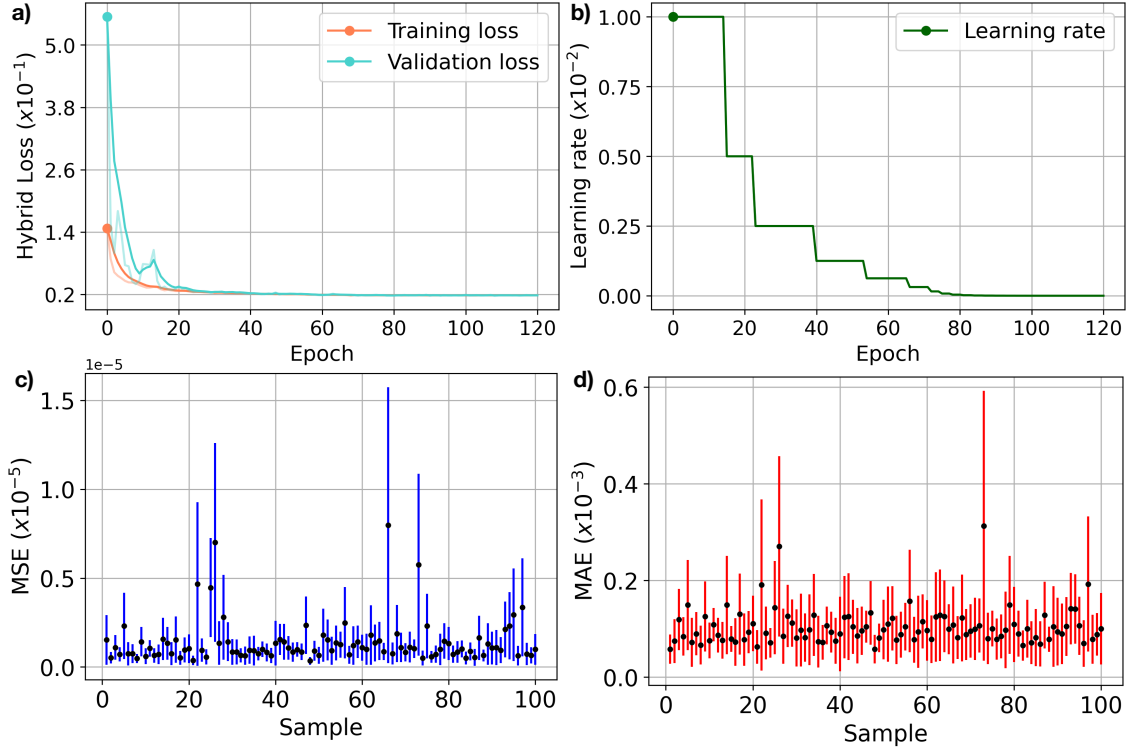 a)
5.0
3.8
2.6
1.4
0.2
Hybrid Loss (x10⁻¹)
Training loss
Validation loss
0 20 40 60 80 100 120
Epoch
b)
1.00
0.75
0.50
0.25
0.00
Learning rate (x10⁻²)
Learning rate
0 20 40 60 80 100 120
Epoch
c)
1e-5
1.5
1.0
0.5
0.0
MSE (x10⁻⁵)
0 20 40 60 80 100
Sample
d)
0.6
0.4
0.2
0.0
MAE (x10⁻³)
0 20 40 60 80 100
Sample